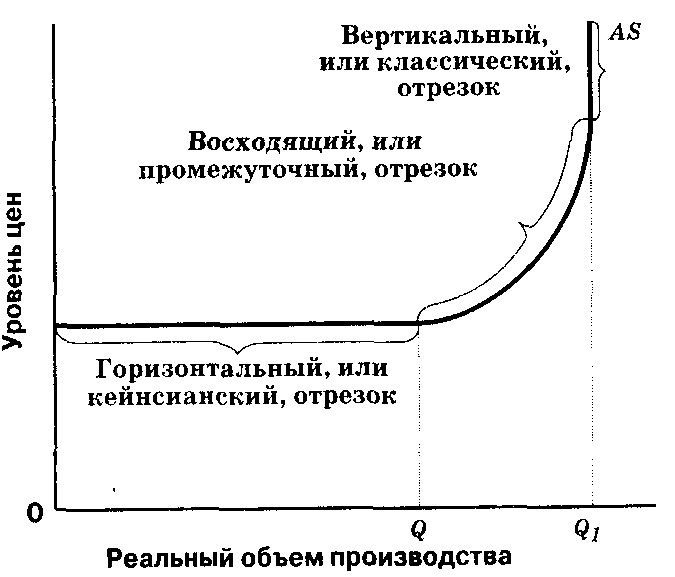 Вертикальный,
или классический,
отрезок
AS
Восходящий, или
промежуточный, отрезок
Уровень цен
Горизонтальный, или
кейнсианский, отрезок
0
Q
Q1
Реальный объем производства